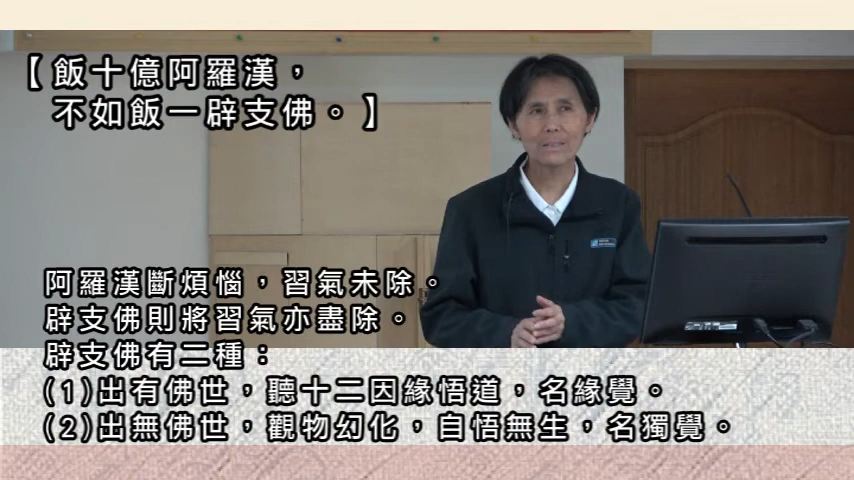 【飯十億阿羅漢，
不如飯一辟支佛。】
阿羅漢斷煩惱，習氣未除。
辟支佛則將習氣亦盡除。
辟支佛有二種：
(1)出有佛世，聽十二因緣悟道，名緣覺。
(2)出無佛世，觀物幻化，自悟無生，名獨覺。